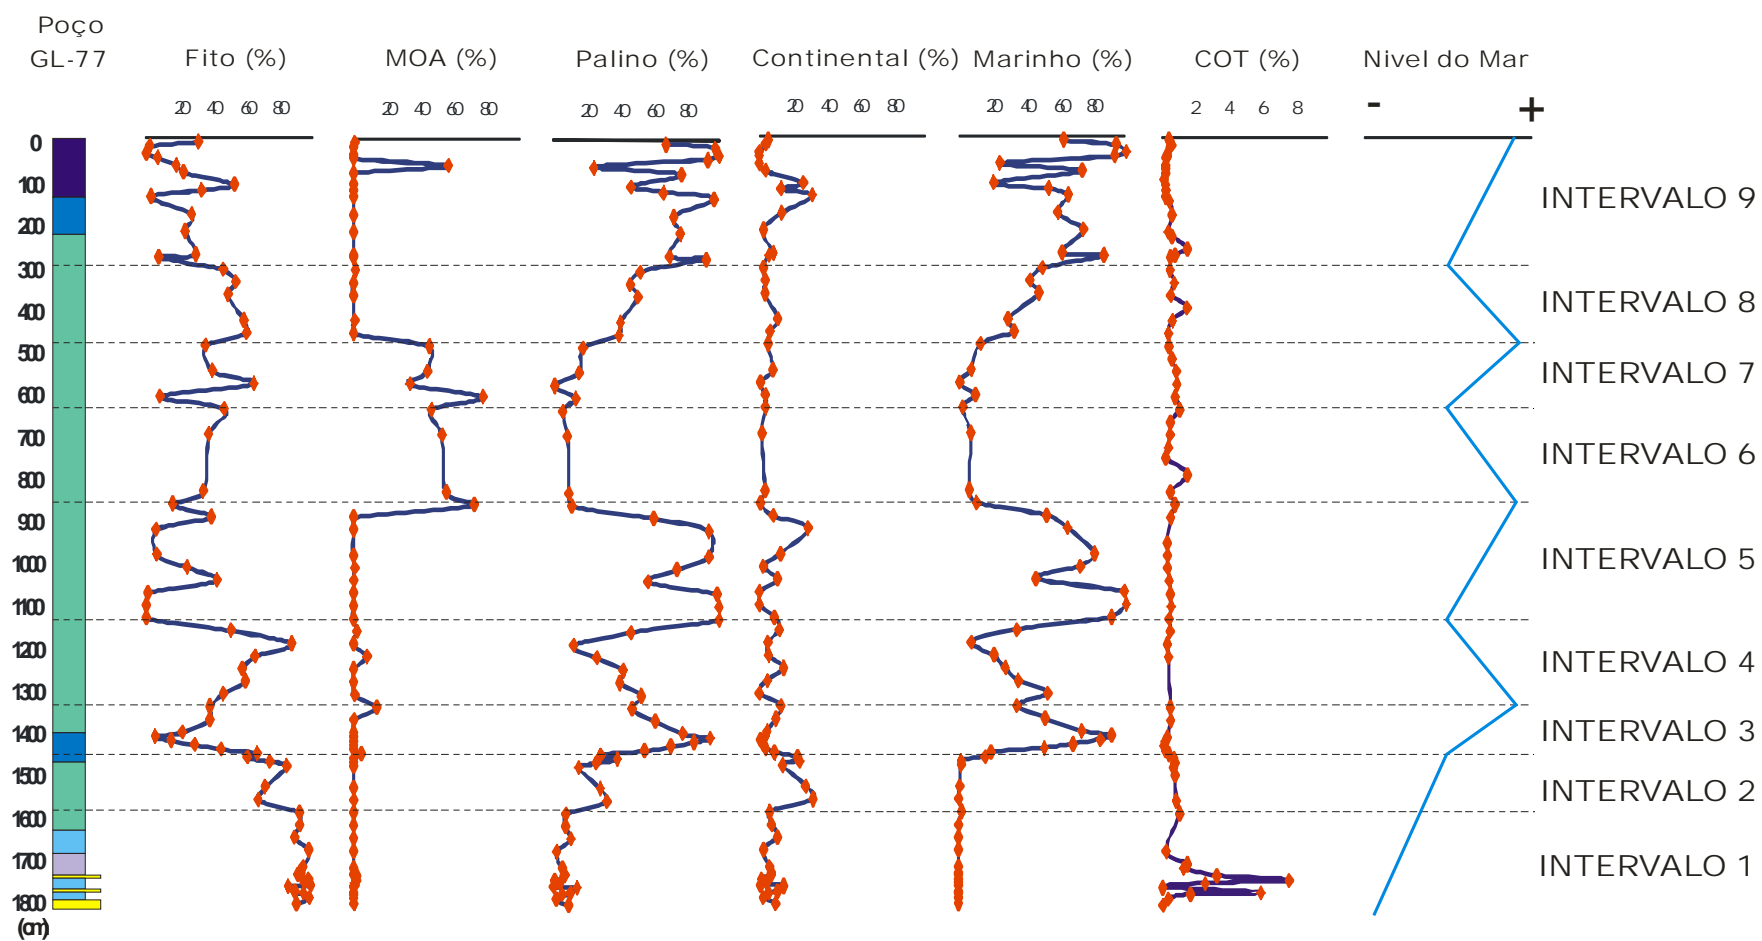 Poço
GL-77
Fito (%)
MOA (%)
Palino (%)
Continental (%)
Marinho (%)
COT (%)
Nivel do Mar
20 40 60 80
20 40 60 80
20 40 60 80
20 40 60 80
20 40 60 80
2 4 6 8
- +
0
100
200
300
400
500
600
700
800
900
1000
1100
1200
1300
1400
1500
1600
1700
1800
(cm)
INTERVALO 9
INTERVALO 8
INTERVALO 7
INTERVALO 6
INTERVALO 5
INTERVALO 4
INTERVALO 3
INTERVALO 2
INTERVALO 1